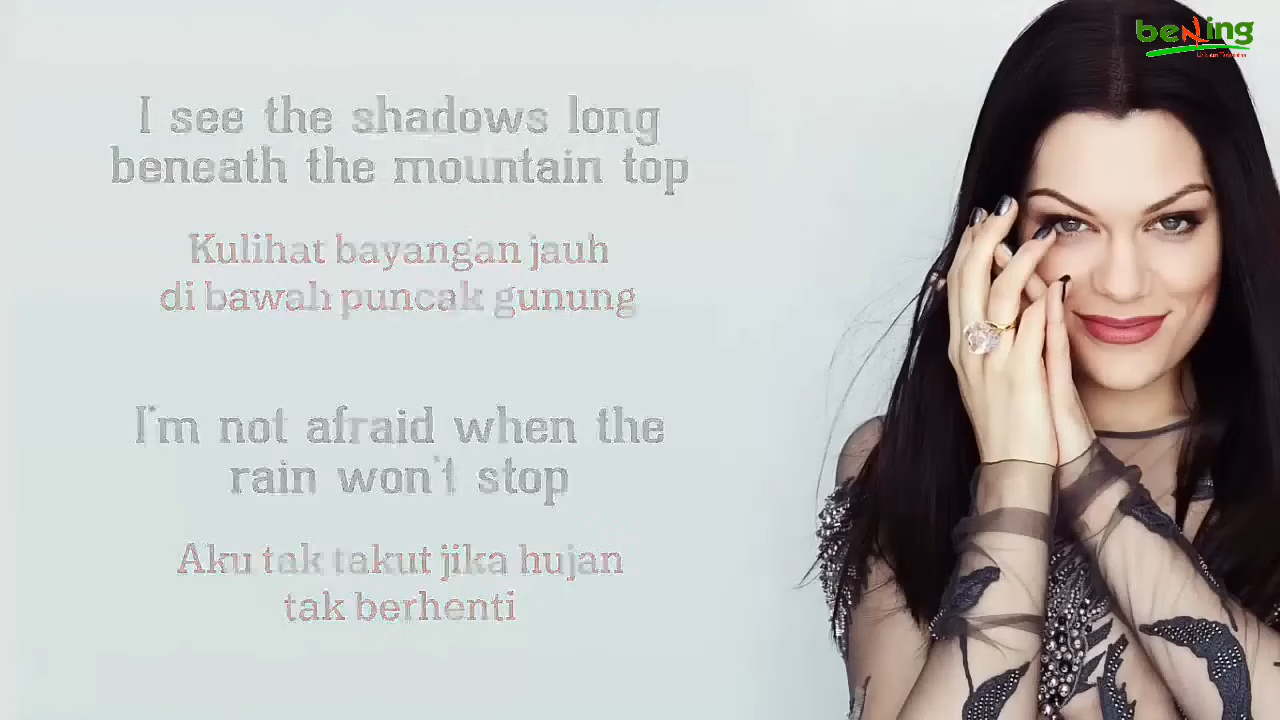 beNing
I see the shadows long
beneath the mountain top
Kulihat bayangan jauh
di bawah puncak gunung
I'm not afraid when the
rain won't stop
Aku tak takut jika hujan
tak berhenti